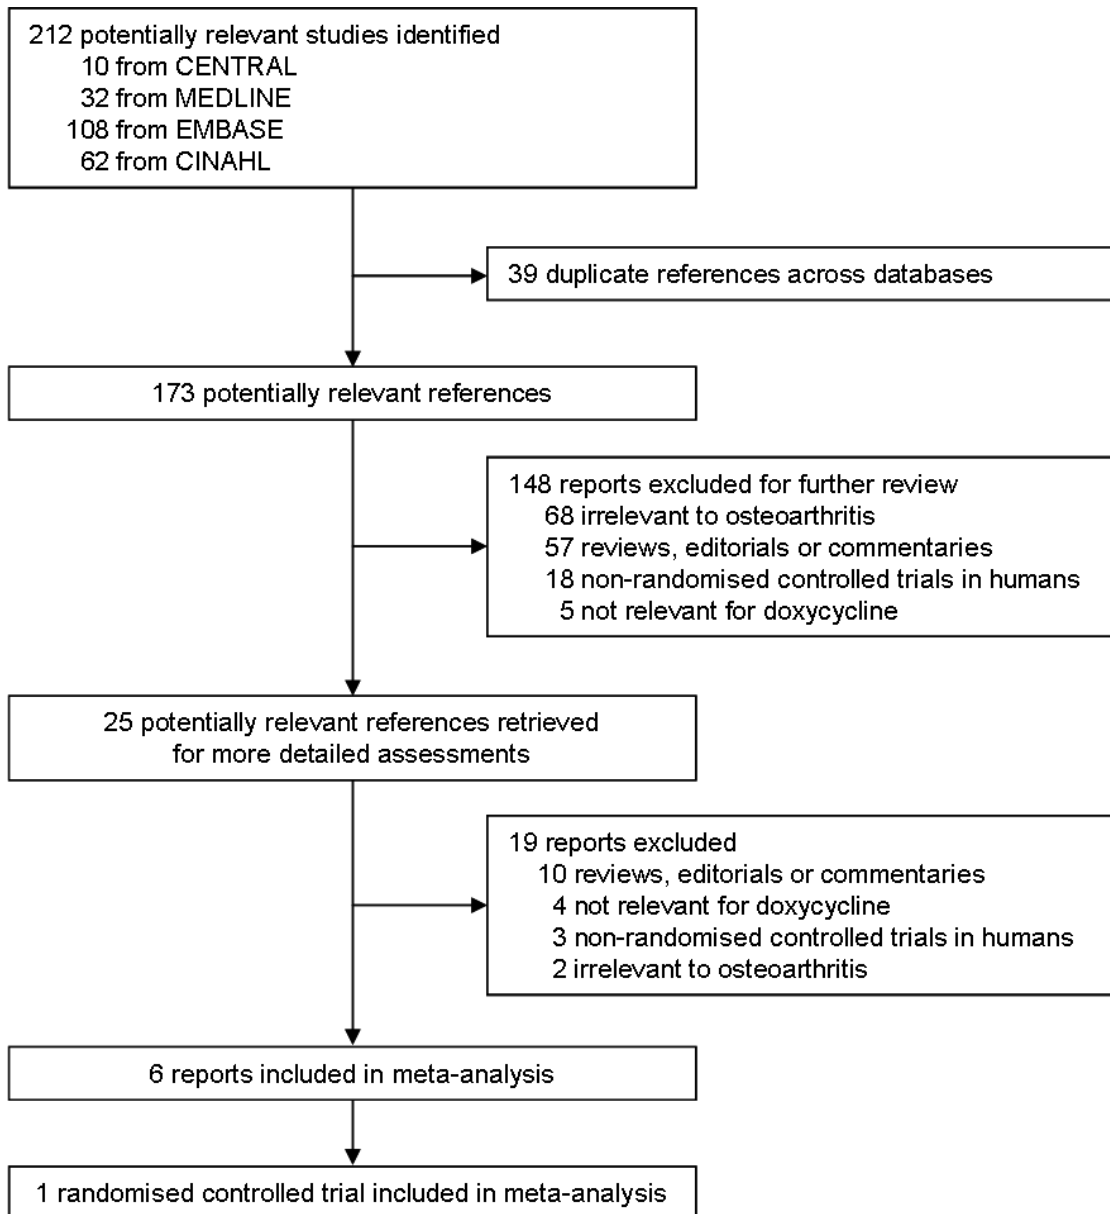 212 potentially relevant studies identified
10 from CENTRAL
32 from MEDLINE
108 from EMBASE
62 from CINAHL
39 duplicate references across databases
173 potentially relevant references
148 reports excluded for further review
68 irrelevant to osteoarthritis
57 reviews, editorials or commentaries
18 non-randomised controlled trials in humans
5 not relevant for doxycycline
25 potentially relevant references retrieved
for more detailed assessments
19 reports excluded
10 reviews, editorials or commentaries
4 not relevant for doxycycline
3 non-randomised controlled trials in humans
2 irrelevant to osteoarthritis
6 reports included in meta-analysis
1 randomised controlled trial included in meta-analysis